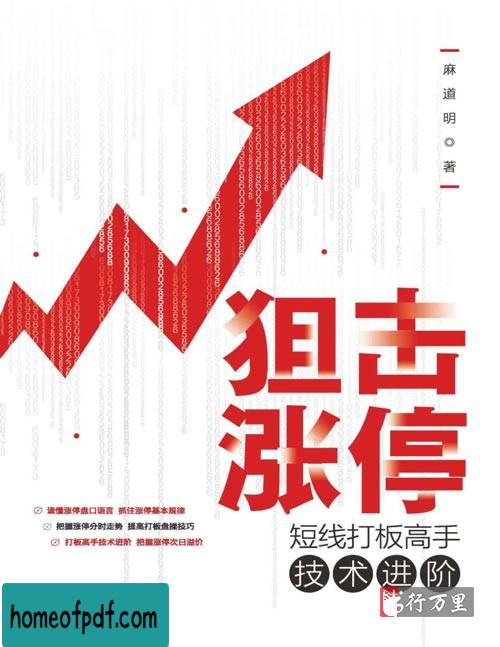 麻道明◎著
狙击
涨停
短线打板高手
技术进阶
读懂涨停盘口语言 抓住涨停基本规律
把握涨停分时走势 提高打板盘操技巧
打板高手技术进阶 把握涨停次日溢价
homeofpdf.com
书行万里